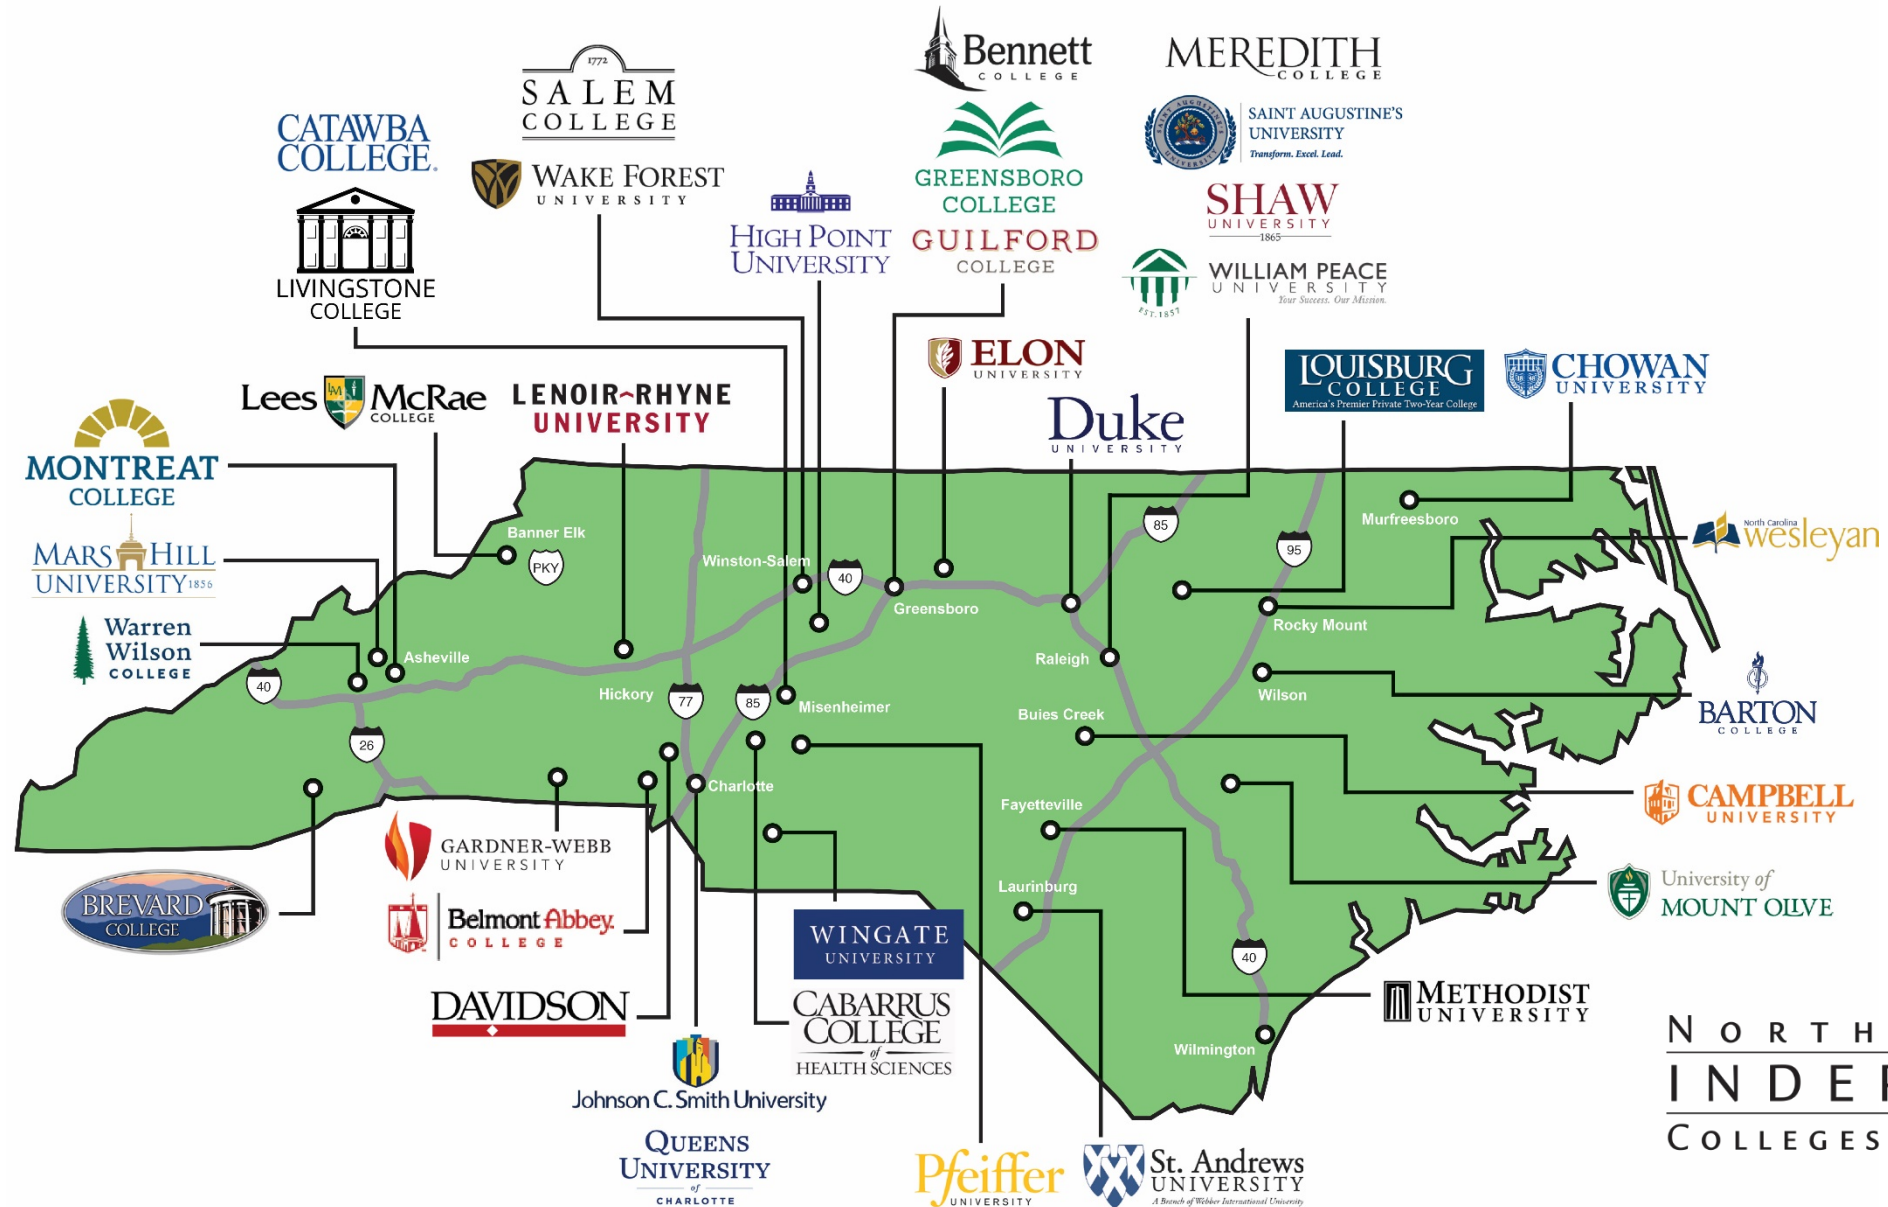 Bennett
COLLEGE
MEREDITH
COLLEGE
1772
SALEM
COLLEGE
CATAWBA
COLLEGE
GREENSBORO
COLLEGE
SAINT AUGUSTINE'S
UNIVERSITY
Transform. Excel. Lead.
WAKE FOREST
UNIVERSITY
SHAW
UNIVERSITY
1865
HIGH POINT
UNIVERSITY
GUILFORD
COLLEGE
LIVINGSTONE
COLLEGE
WILLIAM PEACE
UNIVERSITY
Your Success. Our Mission.
EST. 1857
ELON
UNIVERSITY
LOUISBURG
COLLEGE
America's Premier Private Two-Year College
CHOWAN
UNIVERSITY
Lees LM McRae
COLLEGE
LENOIR-RHYNE
UNIVERSITY
Duke
UNIVERSITY
MONTREAT
COLLEGE
MARS HILL
UNIVERSITY 1856
Warren
Wilson
COLLEGE
North Carolina
wesleyan
Banner Elk
PKY
Winston-Salem
40
Greensboro
85
95
Murfreesboro
Rocky Mount
Asheville
40
Hickory
77
85
Misenheimer
Raleigh
Wilson
Buies Creek
26
Charlotte
Fayetteville
Laurinburg
40
Wilmington
BARTON
COLLEGE
CAMPBELL
UNIVERSITY
University of
MOUNT OLIVE
METHODIST
UNIVERSITY
BREVARD
COLLEGE
GARDNER-WEBB
UNIVERSITY
Belmont Abbey
COLLEGE
DAVIDSON
WINGATE
UNIVERSITY
CABARRUS
COLLEGE
of
HEALTH SCIENCES
Johnson C. Smith University
QUEENS
UNIVERSITY
of
CHARLOTTE
Pfeiffer
UNIVERSITY
St. Andrews
UNIVERSITY
A Branch of Webber International University
NORTH
INDE
COLLEGES